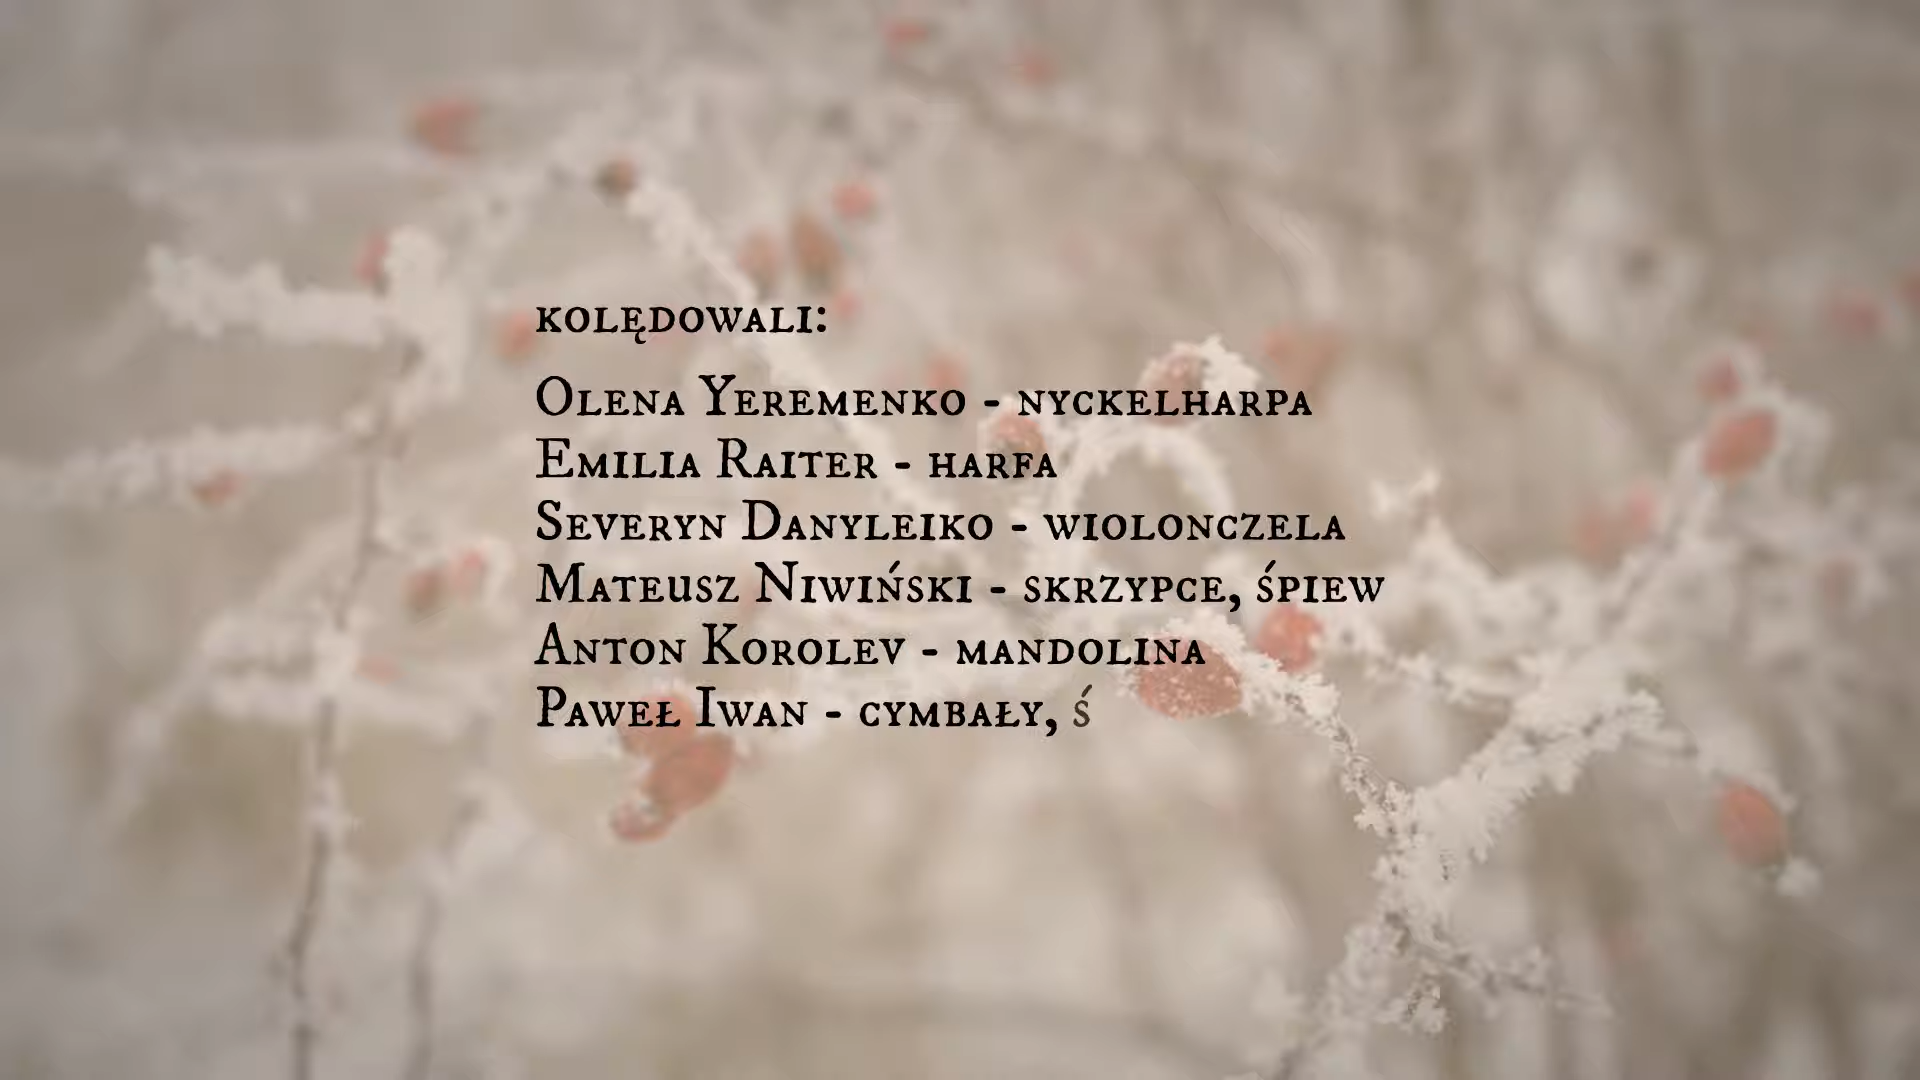 kolędowali:
Olena Yeremenko - nyckelharpa
Emilia Raiter - harfa
Severyn Danyleiko - wiolonczela
Mateusz Niwiński - skrzypce, śpiew
Anton Korolev - mandolina
Paweł Iwan - cymbały, ś